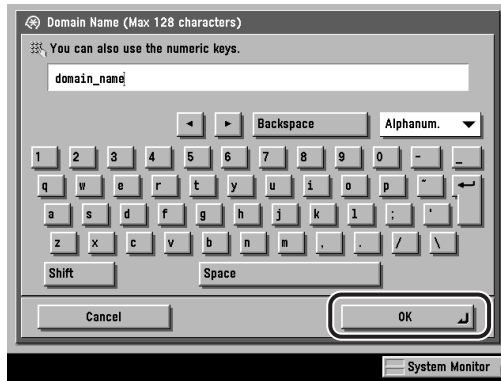 Domain Name (Max 128 characters)
You can also use the numeric keys.
domain_name
◄ ► Backspace Alphanum. ▼
1 2 3 4 5 6 7 8 9 0 - _
q w e r t y u i o p ~
a s d f g h j k l ; '
z x c v b n m , . / \
Shift Space
Cancel OK
System Monitor